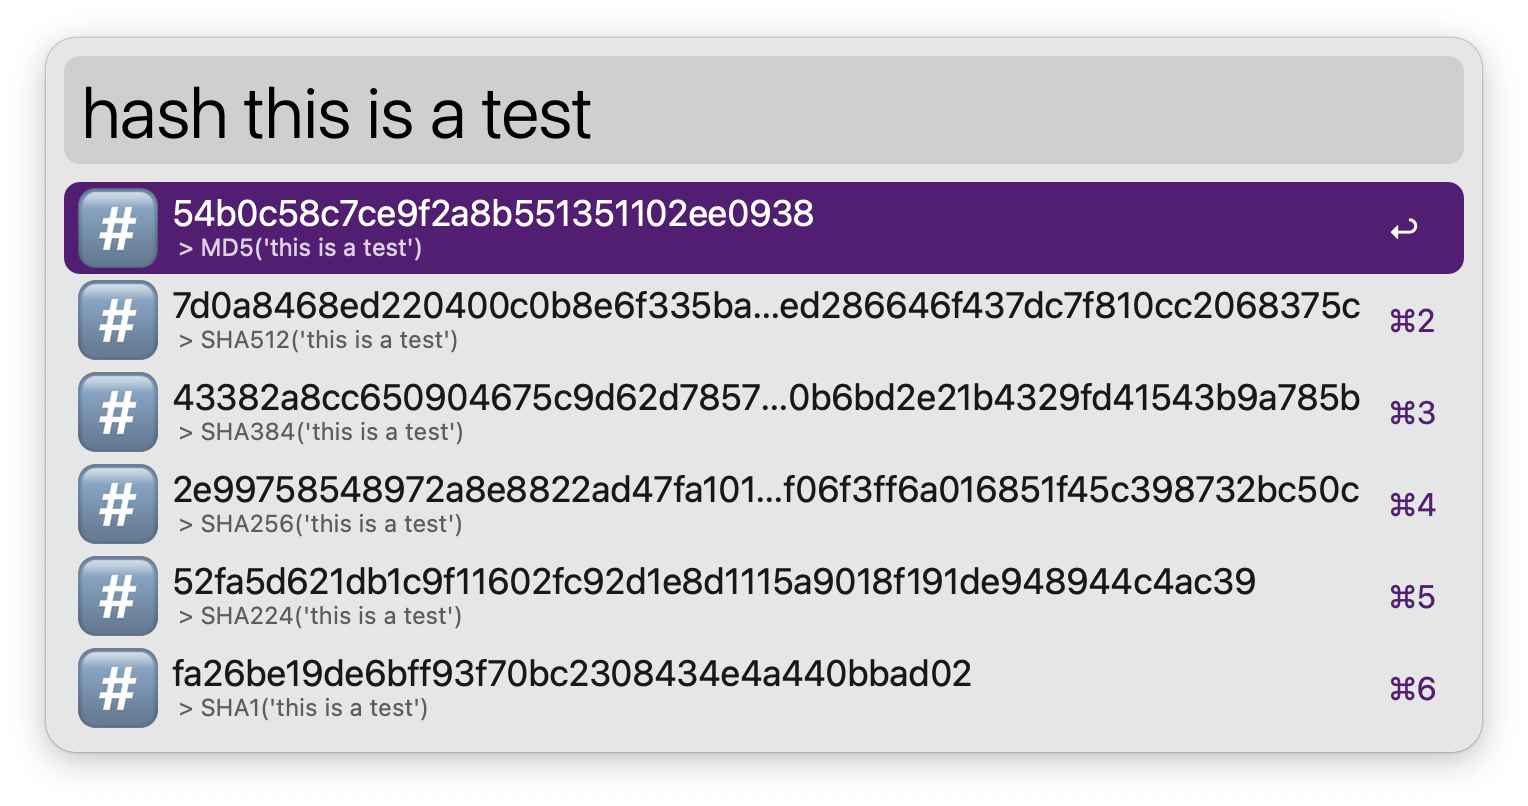 hash this is a test
#
54b0c58c7ce9f2a8b551351102ee0938
> MD5('this is a test')
#
7d0a8468ed220400c0b8e6f335ba...ed286646f437dc7f810cc2068375c
⌘2
> SHA512('this is a test')
#
43382a8cc650904675c9d62d7857...0b6bd2e21b4329fd41543b9a785b
⌘3
> SHA384('this is a test')
#
2e99758548972a8e8822ad47fa101...f06f3ff6a016851f45c398732bc50c
⌘4
> SHA256('this is a test')
#
52fa5d621db1c9f11602fc92d1e8d1115a9018f191de948944c4ac39
⌘5
> SHA224('this is a test')
#
fa26be19de6bff93f70bc2308434e4a440bbad02
⌘6
> SHA1('this is a test')